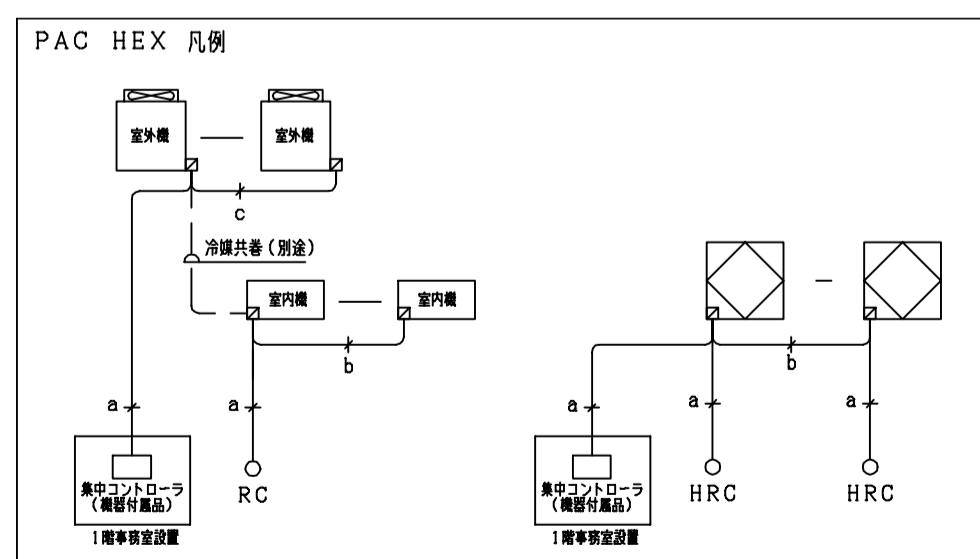 PAC HEX 凡例
室外機
室外機
c
冷媒共巻(別途)
室内機
室内機
b
a
a
集中コントローラ
(機器付属品)
1階事務室設置
RC
b
a
a
a
集中コントローラ
(機器付属品)
1階事務室設置
HRC
HRC